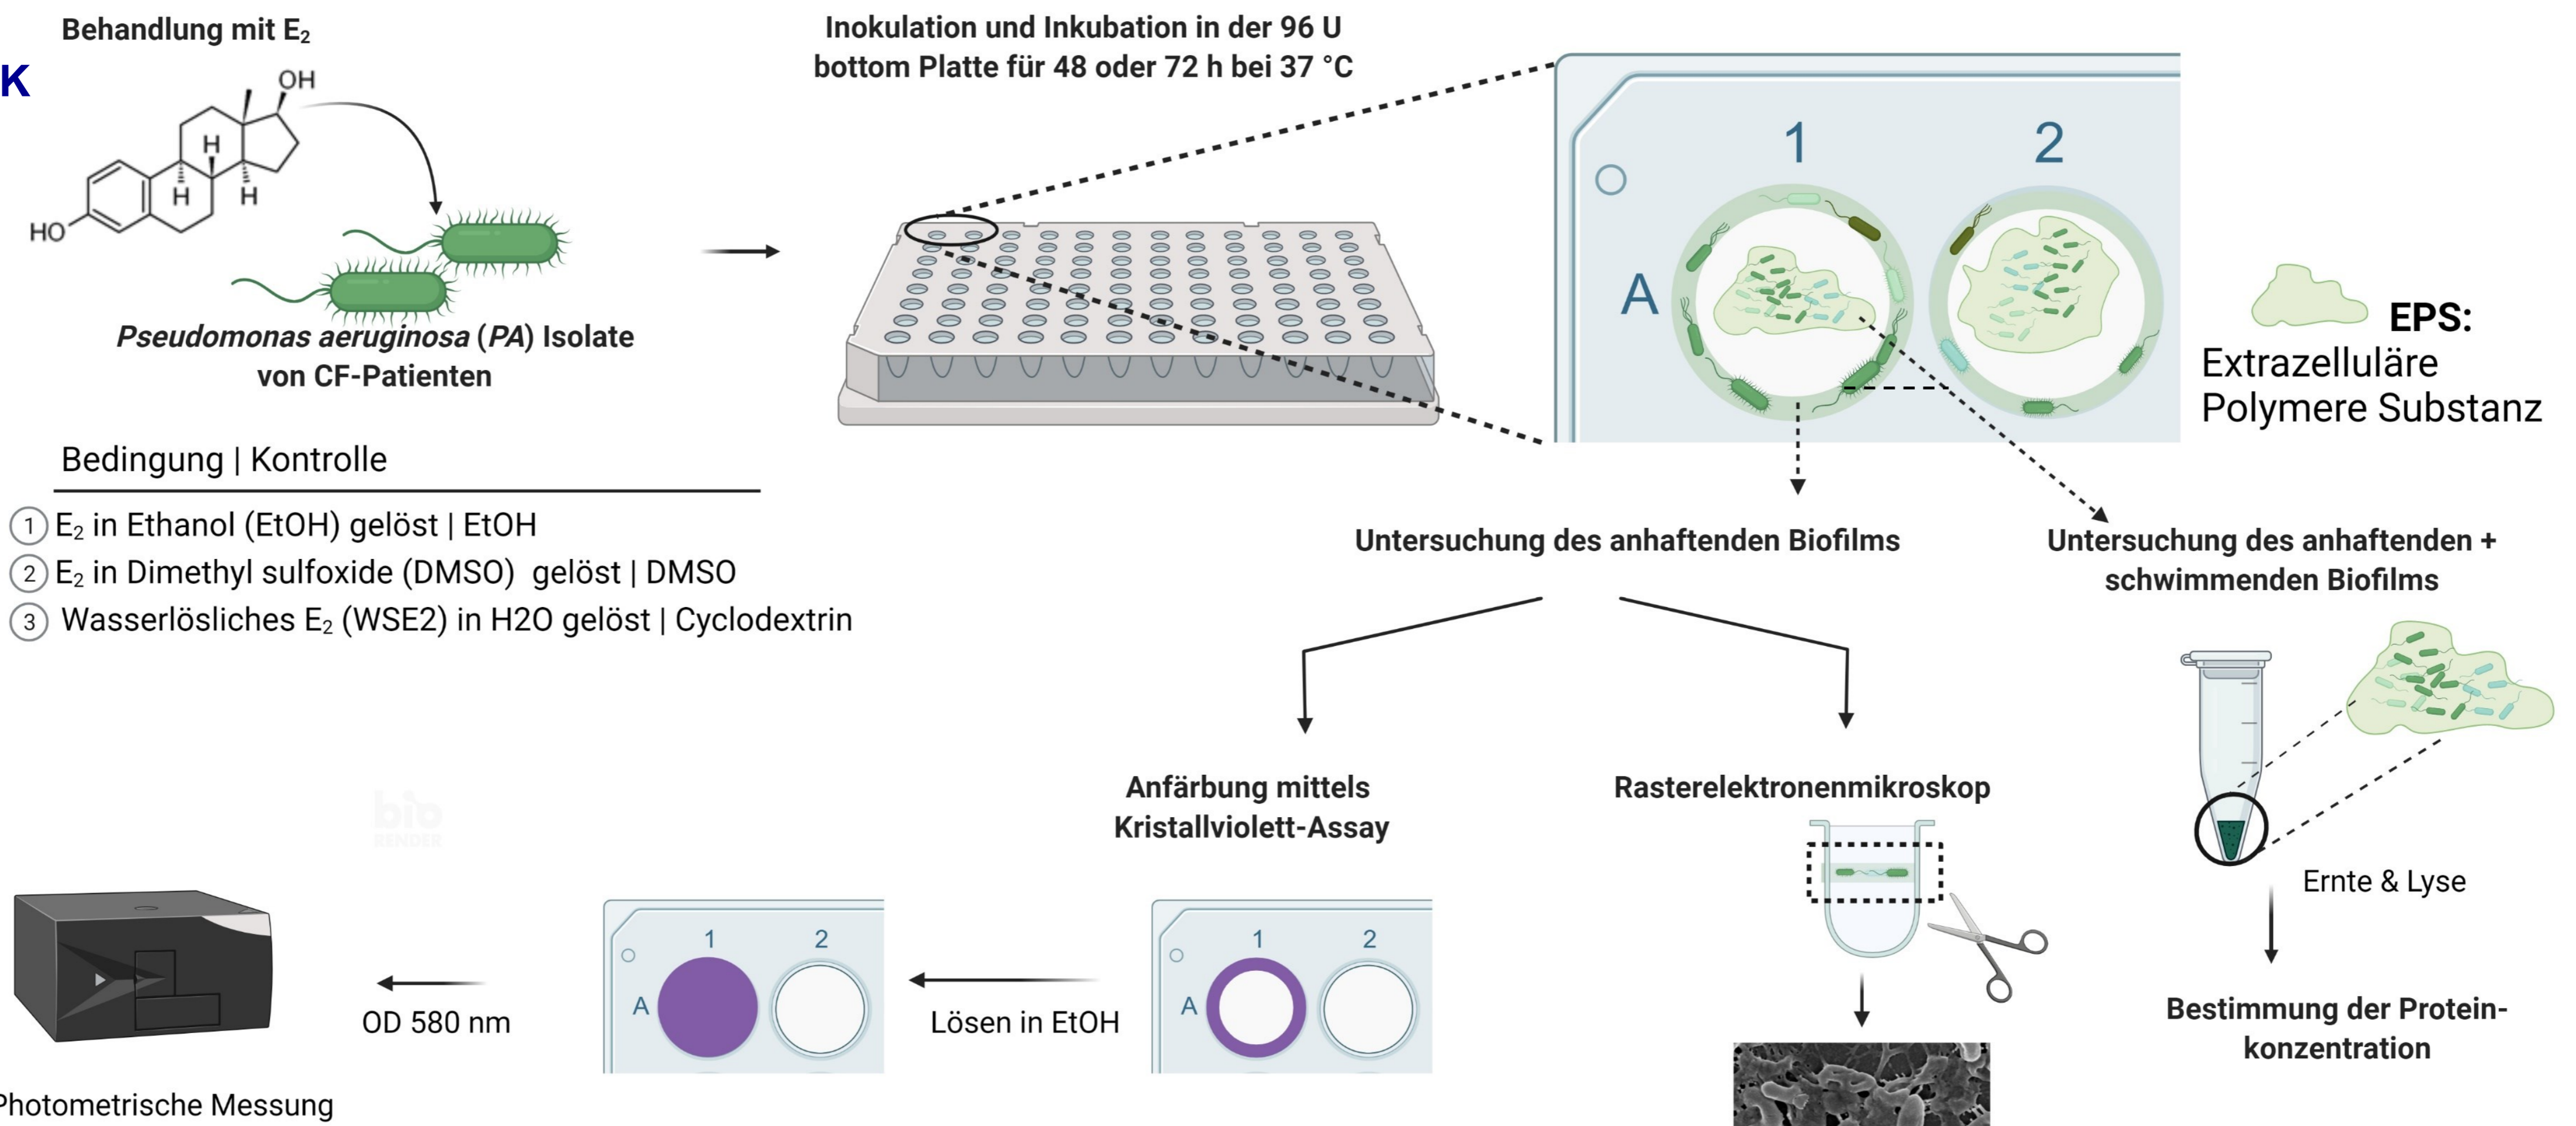 Behandlung mit E₂
K
OH
H
H
H
HO
Pseudomonas aeruginosa (PA) Isolate
von CF-Patienten
Inokulation und Inkubation in der 96 U
bottom Platte für 48 oder 72 h bei 37 °C
1 2
A
EPS:
Extrazelluläre
Polymere Substanz
Bedingung | Kontrolle
1 E₂ in Ethanol (EtOH) gelöst | EtOH
2 E₂ in Dimethyl sulfoxide (DMSO) gelöst | DMSO
3 Wasserlösliches E₂ (WSE2) in H2O gelöst | Cyclodextrin
Untersuchung des anhaftenden Biofilms
Untersuchung des anhaftenden +
schwimmenden Biofilms
Anfärbung mittels
Kristallviolett-Assay
Rasterelektronenmikroskop
Ernte & Lyse
Bestimmung der Protein-
konzentration
1 2
A
Lösen in EtOH
1 2
A
OD 580 nm
Photometrische Messung
bio
RENDER